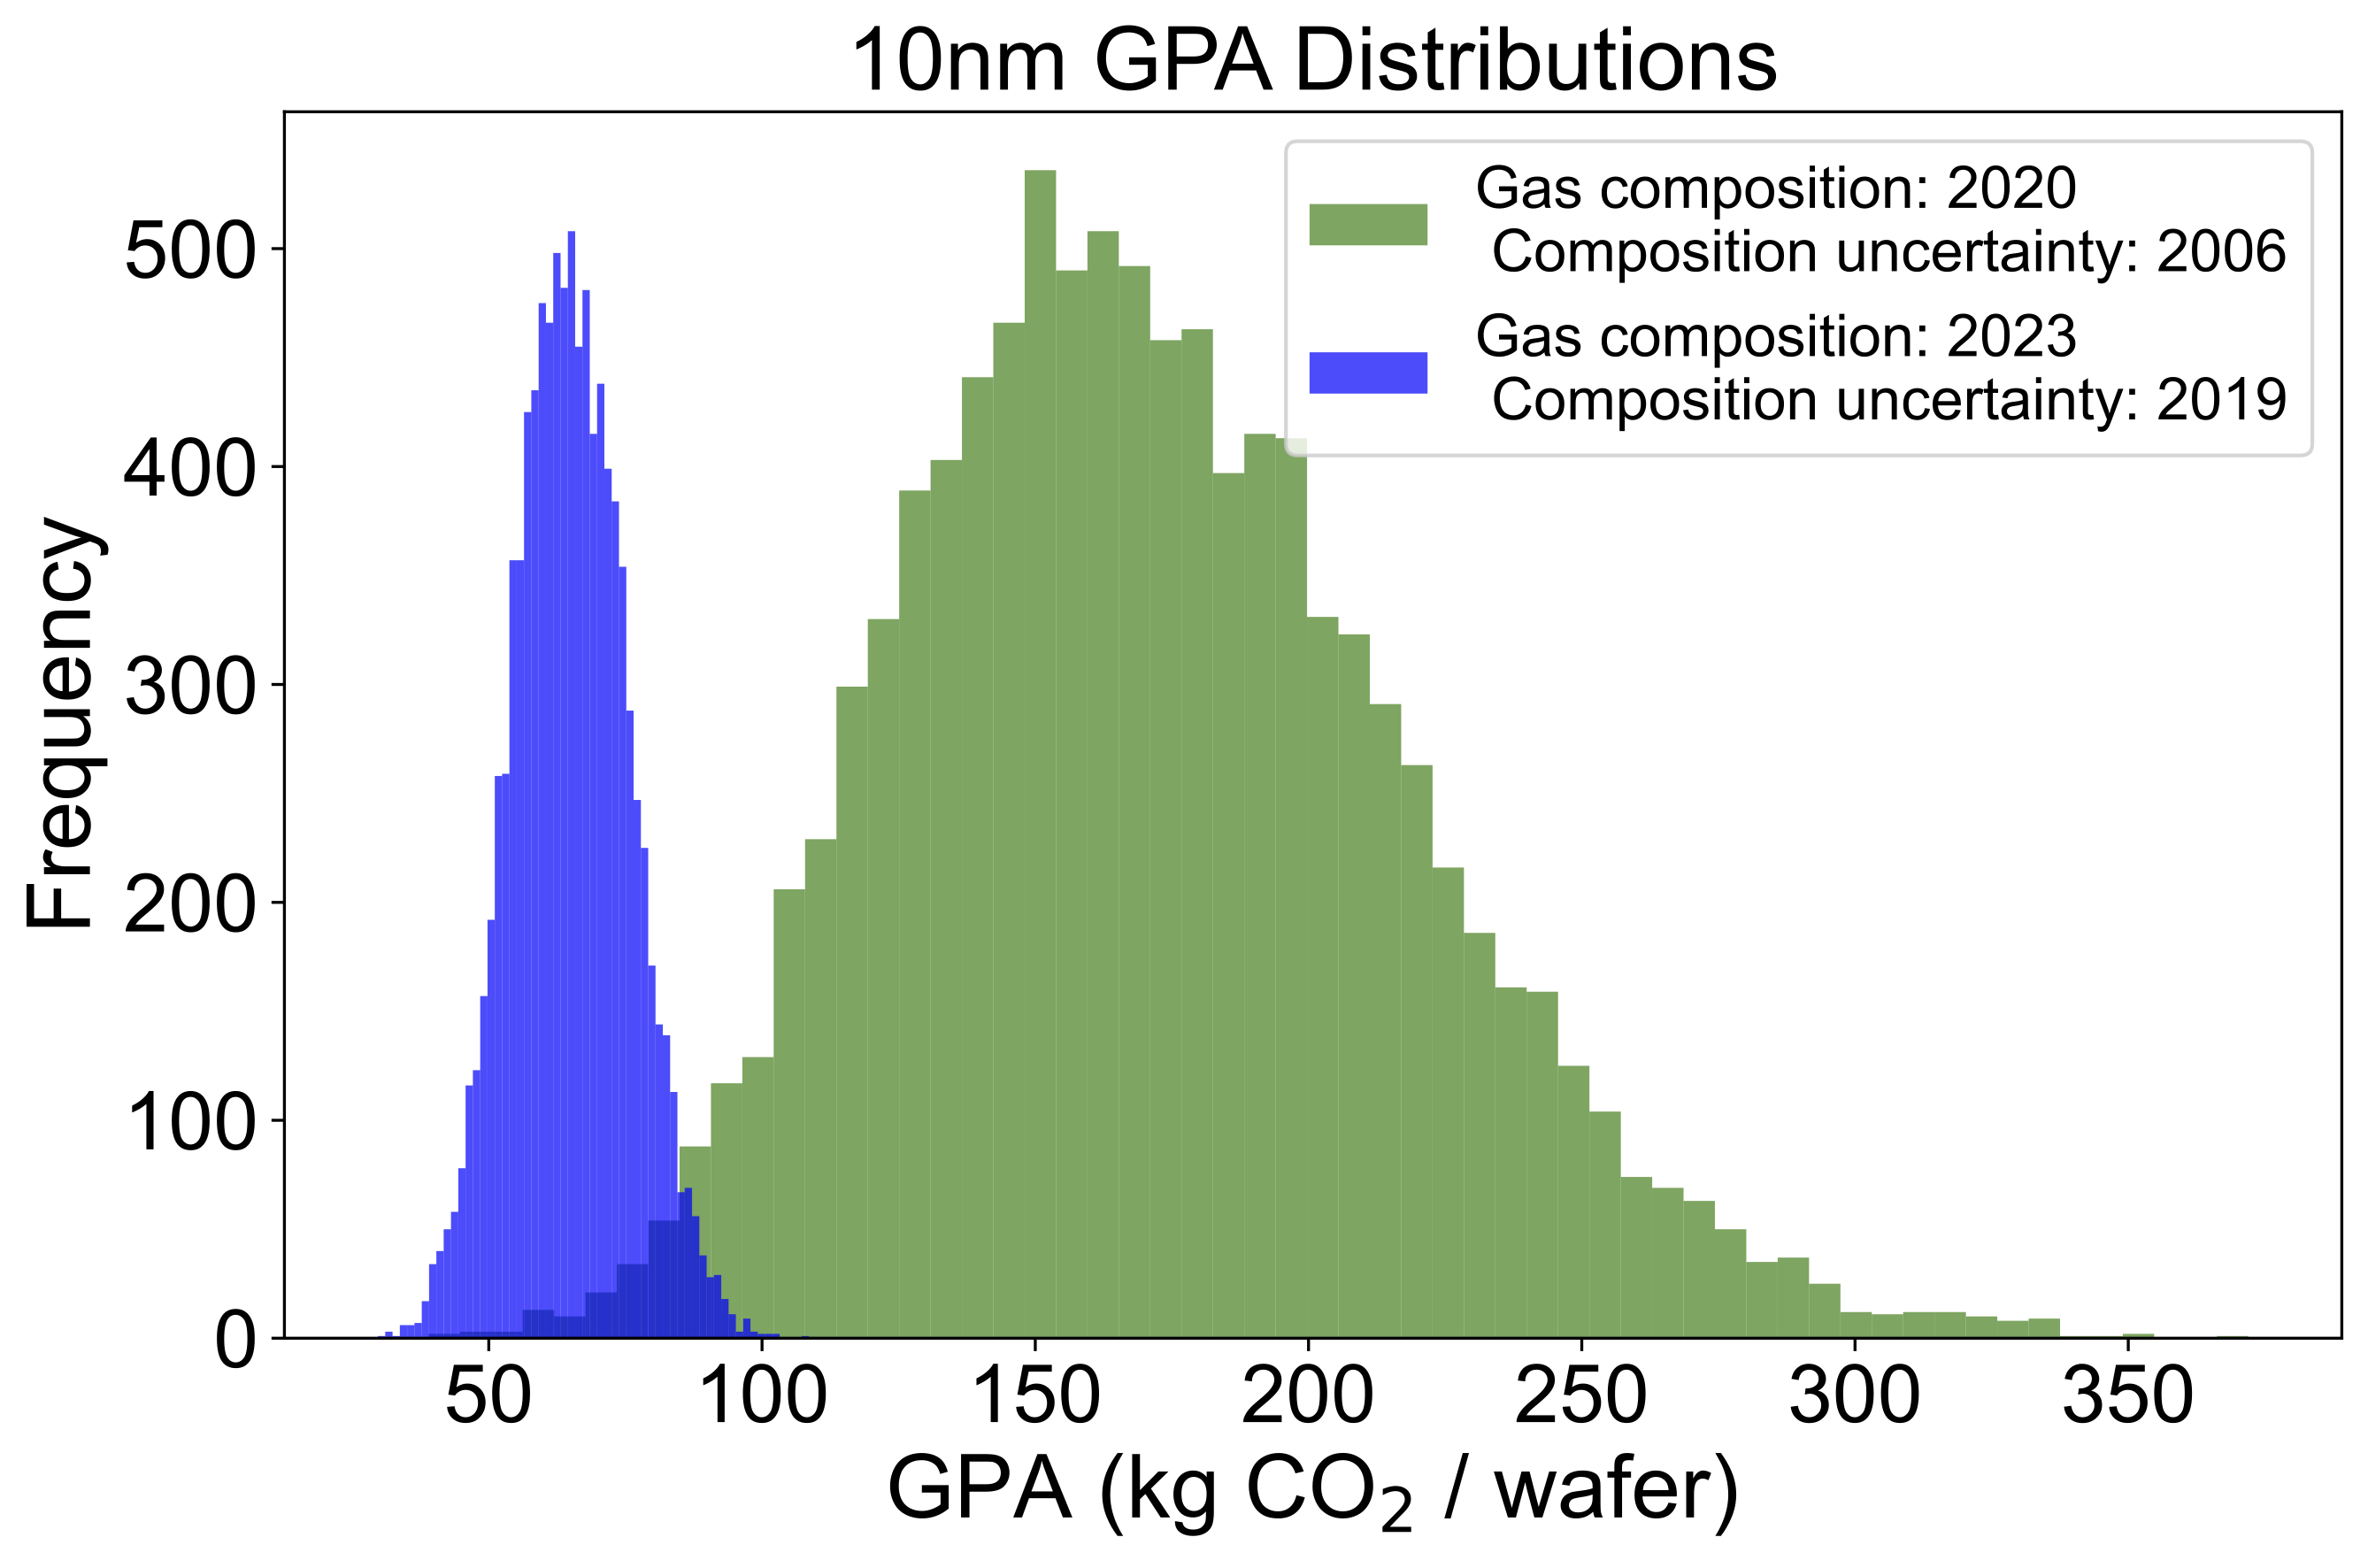 10nm GPA Distributions
Gas composition: 2020
Composition uncertainty: 2006
Gas composition: 2023
Composition uncertainty: 2019
Frequency
500
400
300
200
100
0
50 100 150 200 250 300 350
GPA (kg CO₂ / wafer)